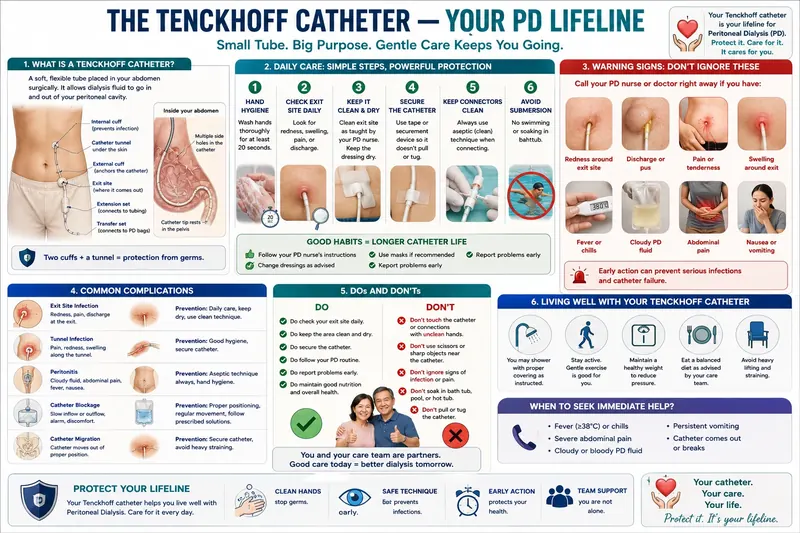 THE TENCKHOFF CATHETER — YOUR PD LIFELINE
Small Tube. Big Purpose. Gentle Care Keeps You Going.
Your Tenckhoff catheter
is your lifeline for
Peritoneal Dialysis (PD).
Protect it. Care for it.
It cares for you.
1. WHAT IS A TENCKHOFF CATHETER?
A soft, flexible tube placed in your abdomen
surgically. It allows dialysis fluid to go in
and out of your peritoneal cavity.
Internal cuff
(prevents infection)
Catheter tunnel
under the skin
External cuff
(anchors the catheter)
Exit site
(where it comes out)
Extension set
(connects to tubing)
Transfer set
(connects to PD bags)
Inside your abdomen
Multiple side
holes in the
catheter
Catheter tip rests
in the pelvis
Two cuffs + a tunnel = protection from germs.
2. DAILY CARE: SIMPLE STEPS, POWERFUL PROTECTION
1
HAND
HYGIENE
Wash hands
thoroughly
for at least
20 seconds.
20
2
CHECK EXIT
SITE DAILY
Look for
redness, swelling,
pain, or
discharge.
3
KEEP IT
CLEAN & DRY
Clean exit site
as taught by
your PD nurse.
Keep the
dressing dry.
4
SECURE
THE CATHETER
Use tape or
securement
device so it
doesn't pull
or tug.
5
KEEP CONNECTORS
CLEAN
Always use
aseptic (clean)
technique when
connecting.
6
AVOID
SUBMERSION
No swimming
or soaking in
bahttub.
GOOD HABITS = LONGER CATHETER LIFE
Follow your PD nurse's instructions
Use masks if recommended
Report problems early
Change dressings as advised
Report problems early
3. WARNING SIGNS: DON'T IGNORE THESE
Call your PD nurse or doctor right away if you have:
Redness around
exit site
Discharge or
pus
Pain or
tenderness
Swelling
around exit
Fever or
chills
Cloudy PD
fluid
Abdominal
pain
Nausea or
vomiting
Early action can prevent serious infections
and catheter failure.
4. COMMON COMPLICATIONS
Exit Site Infection
Redness, pain, discharge
at the exit.
Prevention: Daily care, keep
dry, use clean technique.
Tunnel Infection
Pain, redness, swelling
along the tunnel.
Prevention: Good hygiene,
secure catheter.
Peritonitis
Cloudy fluid, abdominal pain,
fever, nausea.
Prevention: Aseptic technique
always, hand hygiene.
Catheter Blockage
Slow inflow or outflow,
alarm, discomfort.
Prevention: Proper positioning,
regular movement, follow
prescribed solutions.
Catheter Migration
Catheter moves out of
proper position.
Prevention: Secure catheter,
avoid heavy straining.
5. DOs AND DON'Ts
DO
Do check your exit site daily.
Do keep the area clean and dry.
Do secure the catheter.
Do follow your PD routine.
Do report problems early.
Do maintain good nutrition
and overall health.
DON'T
Don't touch the catheter
or connections
with unclean hands.
Don't use scissors or
sharp objects near the
catheter.
Don't ignore signs of
infection or pain.
Don't soak in bath tub,
pool, or hot tub.
Don't pull or tug
the catheter.
You and your care team are partners.
Good care today = better dialysis tomorrow.
6. LIVING WELL WITH YOUR TENCKHOFF CATHETER
You may shower
with proper
covering as
instructed.
Stay active.
Gentle exercise
is good for you.
Maintain a
healthy weight
to reduce
pressure.
Eat a balanced
diet as advised
by your
care team.
Avoid heavy
lifting and
straining.
WHEN TO SEEK IMMEDIATE HELP?
• Fever (≥38°C) or chills
• Severe abdominal pain
• Cloudy or bloody PD fluid
• Persistent vomiting
• Catheter comes out
or breaks
PROTECT YOUR LIFELINE
Your Tenckhoff catheter helps you live well with
Peritoneal Dialysis. Care for it every day.
CLEAN HANDS
stop germs.
SAFE TECHNIQUE
prevents infections.
EARLY ACTION
protects your
health.
TEAM SUPPORT
you are not
alone.
Your catheter.
Your care.
Your life.
Protect it. It's your lifeline.